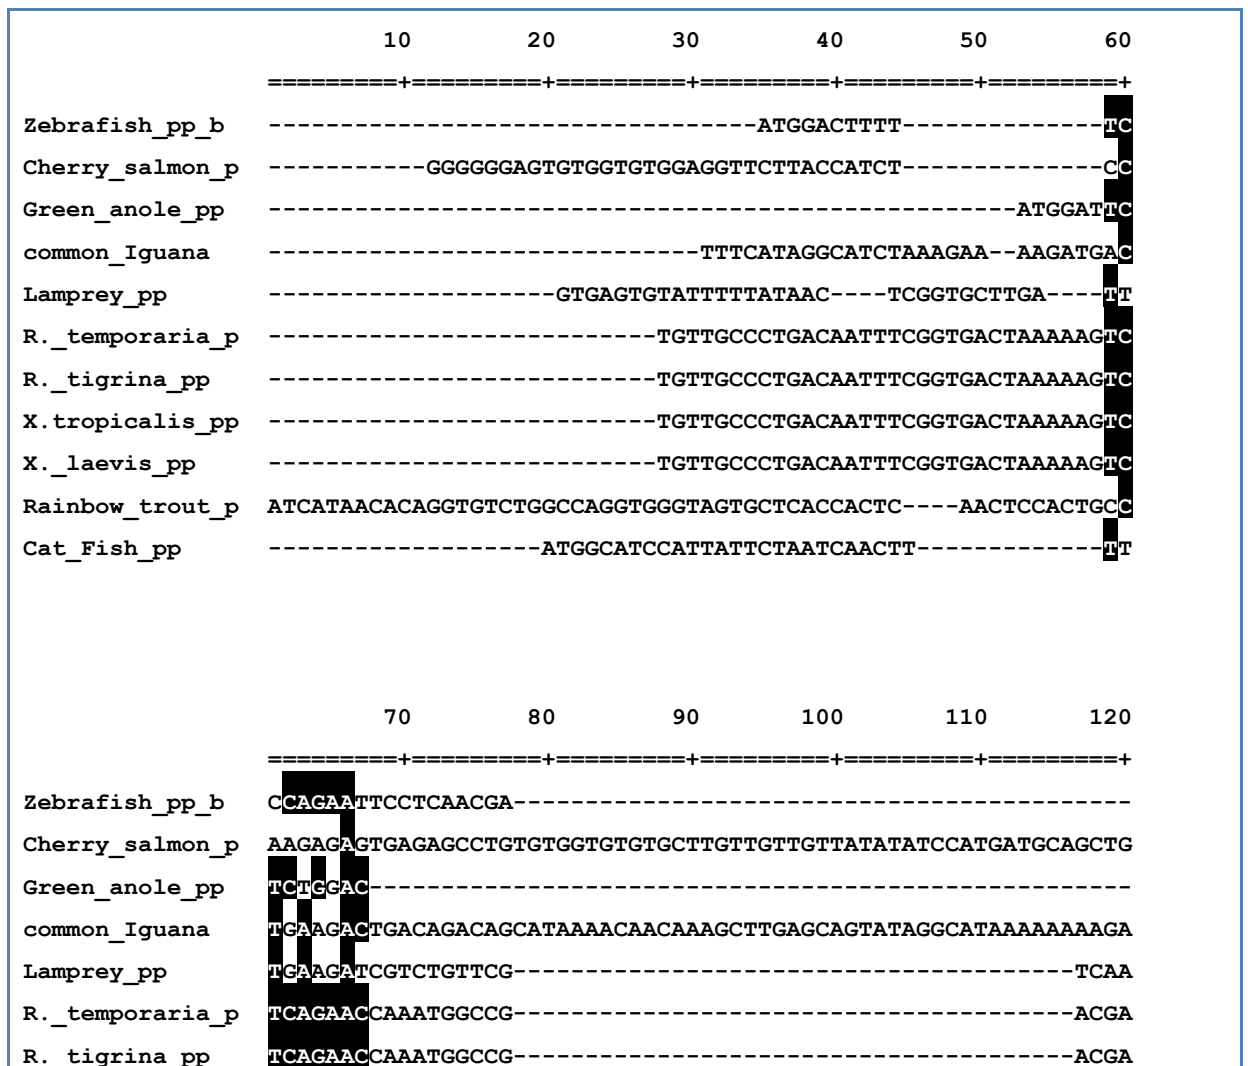 10 20 30 40 50 60
=========+=========+=========+=========+=========+=========+
Zebrafish_pp_b ----------------------------------ATGGACTTTT--------------TC
Cherry_salmon_p -----------GGGGGGAGTGTGGTGTGGAGGTTCTTACCATCT--------------CC
Green_anole_pp ----------------------------------------------------ATGGATTC
common_Iguana ------------------------------TTTCATAGGCATCTAAAGAA--AAGATGAC
Lamprey_pp --------------------GTGAGTGTATTTTTATAAC----TCGGTGCTTGA----TT
R._temporaria_p ---------------------------TGTTGCCCTGACAATTTCGGTGACTAAAAAGTC
R._tigrina_pp ---------------------------TGTTGCCCTGACAATTTCGGTGACTAAAAAGTC
X.tropicalis_pp ---------------------------TGTTGCCCTGACAATTTCGGTGACTAAAAAGTC
X._laevis_pp ---------------------------TGTTGCCCTGACAATTTCGGTGACTAAAAAGTC
Rainbow_trout_p ATCATAACACAGGTGTCTGGCCAGGTGGGTAGTGCTCACCACTC----AACTCCACTGCC
Cat_Fish_pp -------------------ATGGCATCCATTATTCTAATCAACTT-------------TT
70 80 90 100 110 120
=========+=========+=========+=========+=========+=========+
Zebrafish_pp_b CCAGAATTCCTCAACGA-------------------------------------------
Cherry_salmon_p AAGAGAGTGAGAGCCTGTGTGGTGTGTGCTTGTTGTTGTTATATATCCATGATGCAGCTG
Green_anole_pp TCTGGAC-----------------------------------------------------
common_Iguana TGAAGACTGACAGACAGCATAAAACAACAAAGCTTGAGCAGTATAGGCATAAAAAAAAGA
Lamprey_pp TGAAGATCGTCTGTTCG---------------------------------------TCAA
R._temporaria_p TCAGAACCAAATGGCCG---------------------------------------ACGA
R._tigrina_pp TCAGAACCAAATGGCCG---------------------------------------ACGA